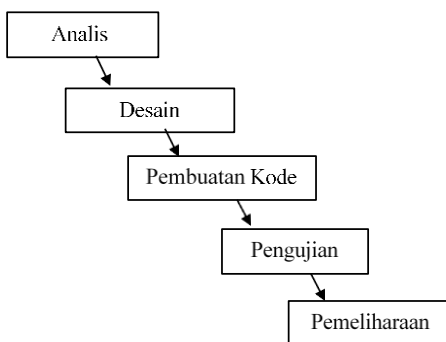 Analis
Desain
Pembuatan Kode
Pengujian
Pemeliharaan